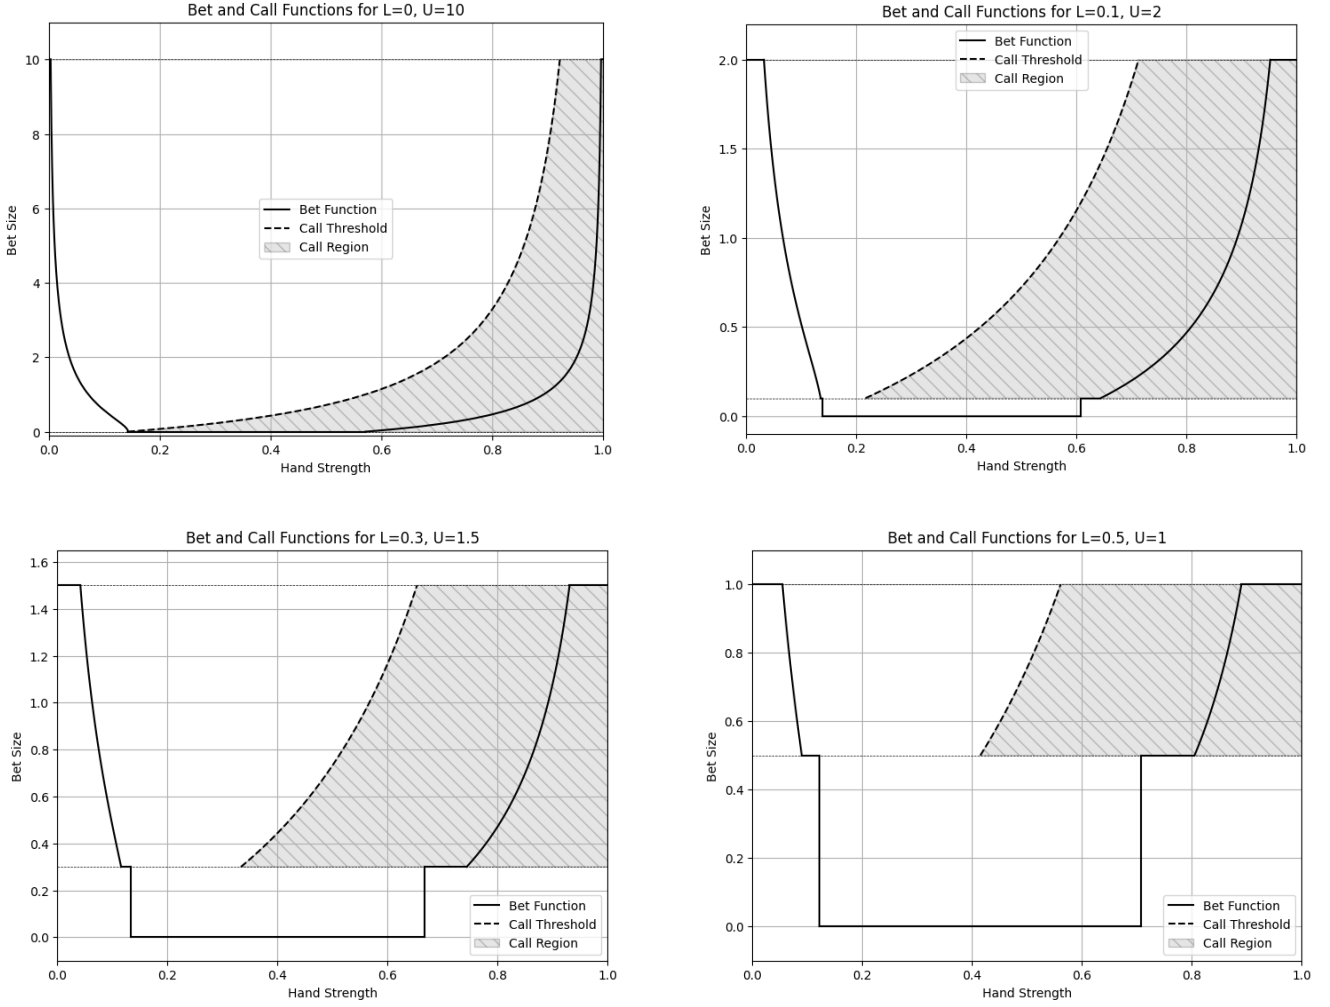 Bet and Call Functions for L=0, U=10
10
8
6
4
2
0
Bet Size
Bet Function
Call Threshold
Call Region
0.0 0.2 0.4 0.6 0.8 1.0
Hand Strength
Bet and Call Functions for L=0.1, U=2
2.0
1.5
1.0
0.5
0.0
Bet Size
Bet Function
Call Threshold
Call Region
0.0 0.2 0.4 0.6 0.8 1.0
Hand Strength
Bet and Call Functions for L=0.3, U=1.5
1.6
1.4
1.2
1.0
0.8
0.6
0.4
0.2
0.0
Bet Size
Bet Function
Call Threshold
Call Region
0.0 0.2 0.4 0.6 0.8 1.0
Hand Strength
Bet and Call Functions for L=0.5, U=1
1.0
0.8
0.6
0.4
0.2
0.0
Bet Size
Bet Function
Call Threshold
Call Region
0.0 0.2 0.4 0.6 0.8 1.0
Hand Strength